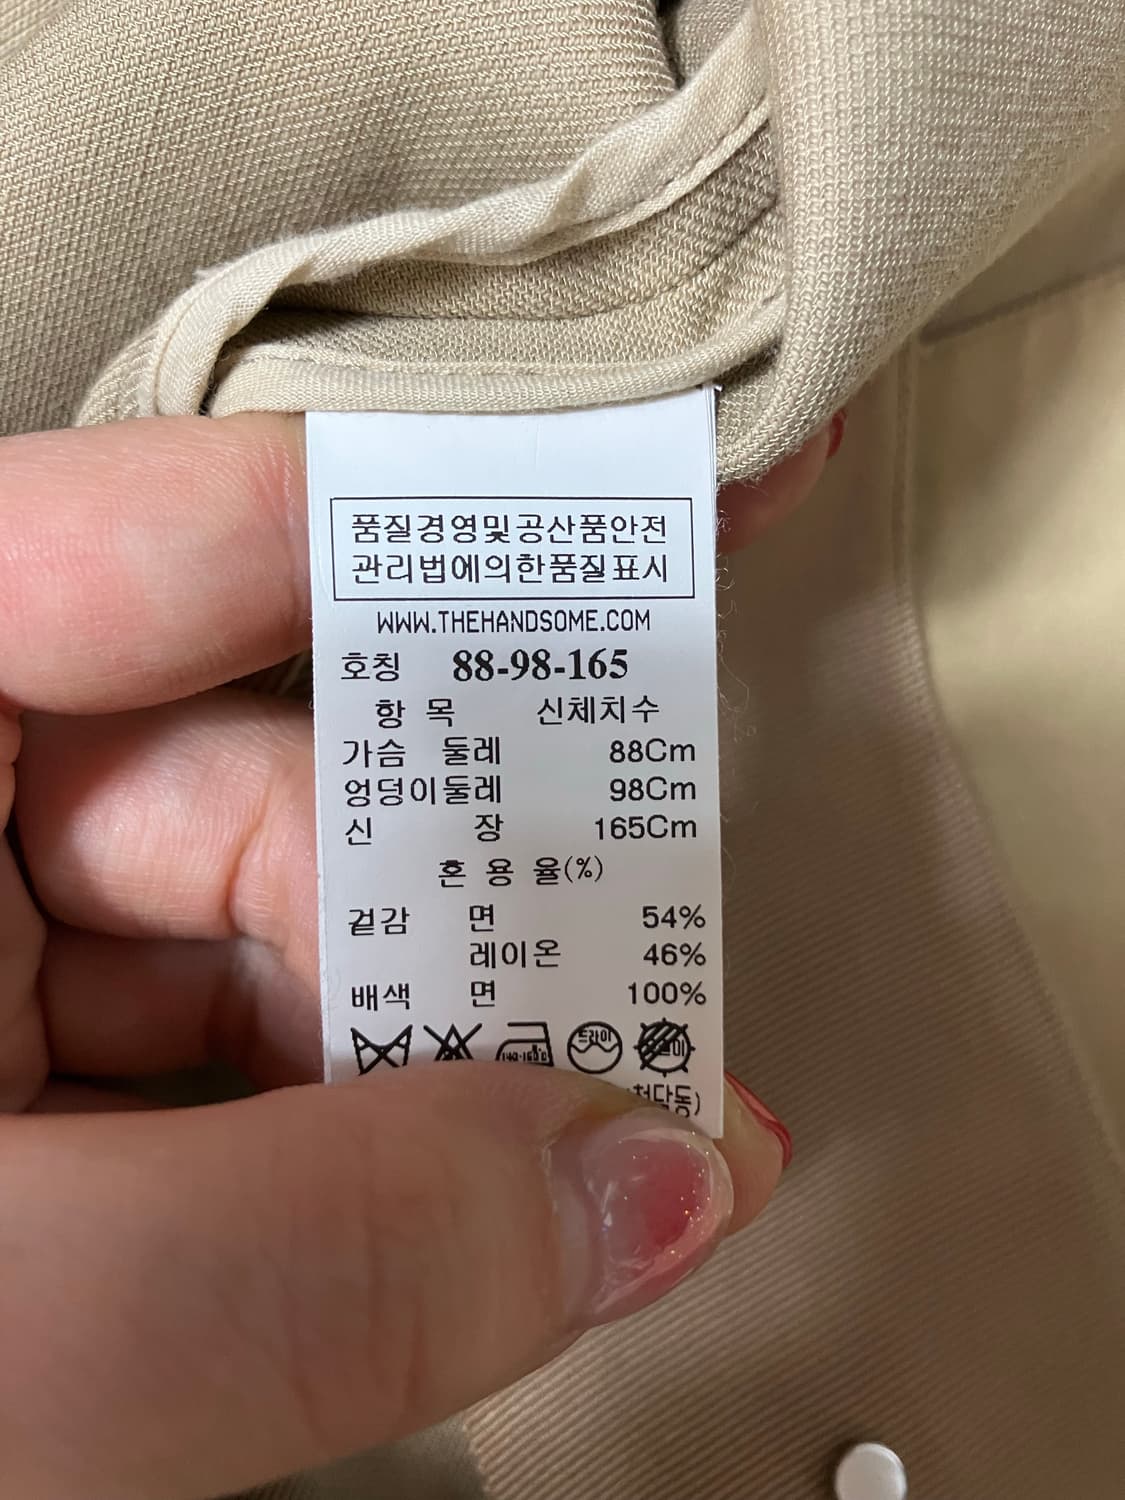 품질경영및공산품안전
관리법에의한품질표시
WWW.THEHANDSOME.COM
호칭 88-98-165
항 목 신체치수
가슴 둘레 88Cm
엉덩이둘레 98Cm
신 장 165Cm
혼 용 율(%)
겉감 면 54%
레이온 46%
배색 면 100%
드라이